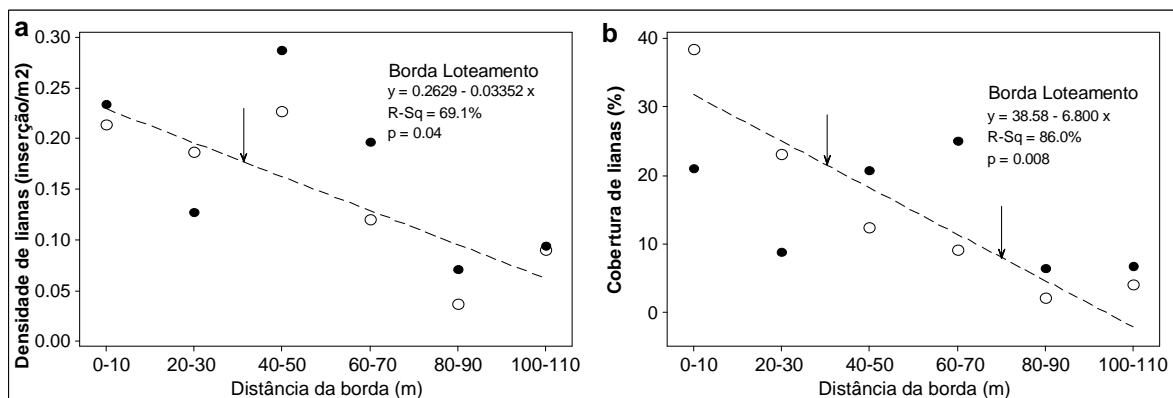 a
Densidade de lianas (inserção/m2)
0.30
0.25
0.20
0.15
0.10
0.05
0.00
Borda Loteamento
y = 0.2629 - 0.03352 x
R-Sq = 69.1%
p = 0.04
0-10 20-30 40-50 60-70 80-90 100-110
Distância da borda (m)
b
Cobertura de lianas (%)
40
30
20
10
0
Borda Loteamento
y = 38.58 - 6.800 x
R-Sq = 86.0%
p = 0.008
0-10 20-30 40-50 60-70 80-90 100-110
Distância da borda (m)